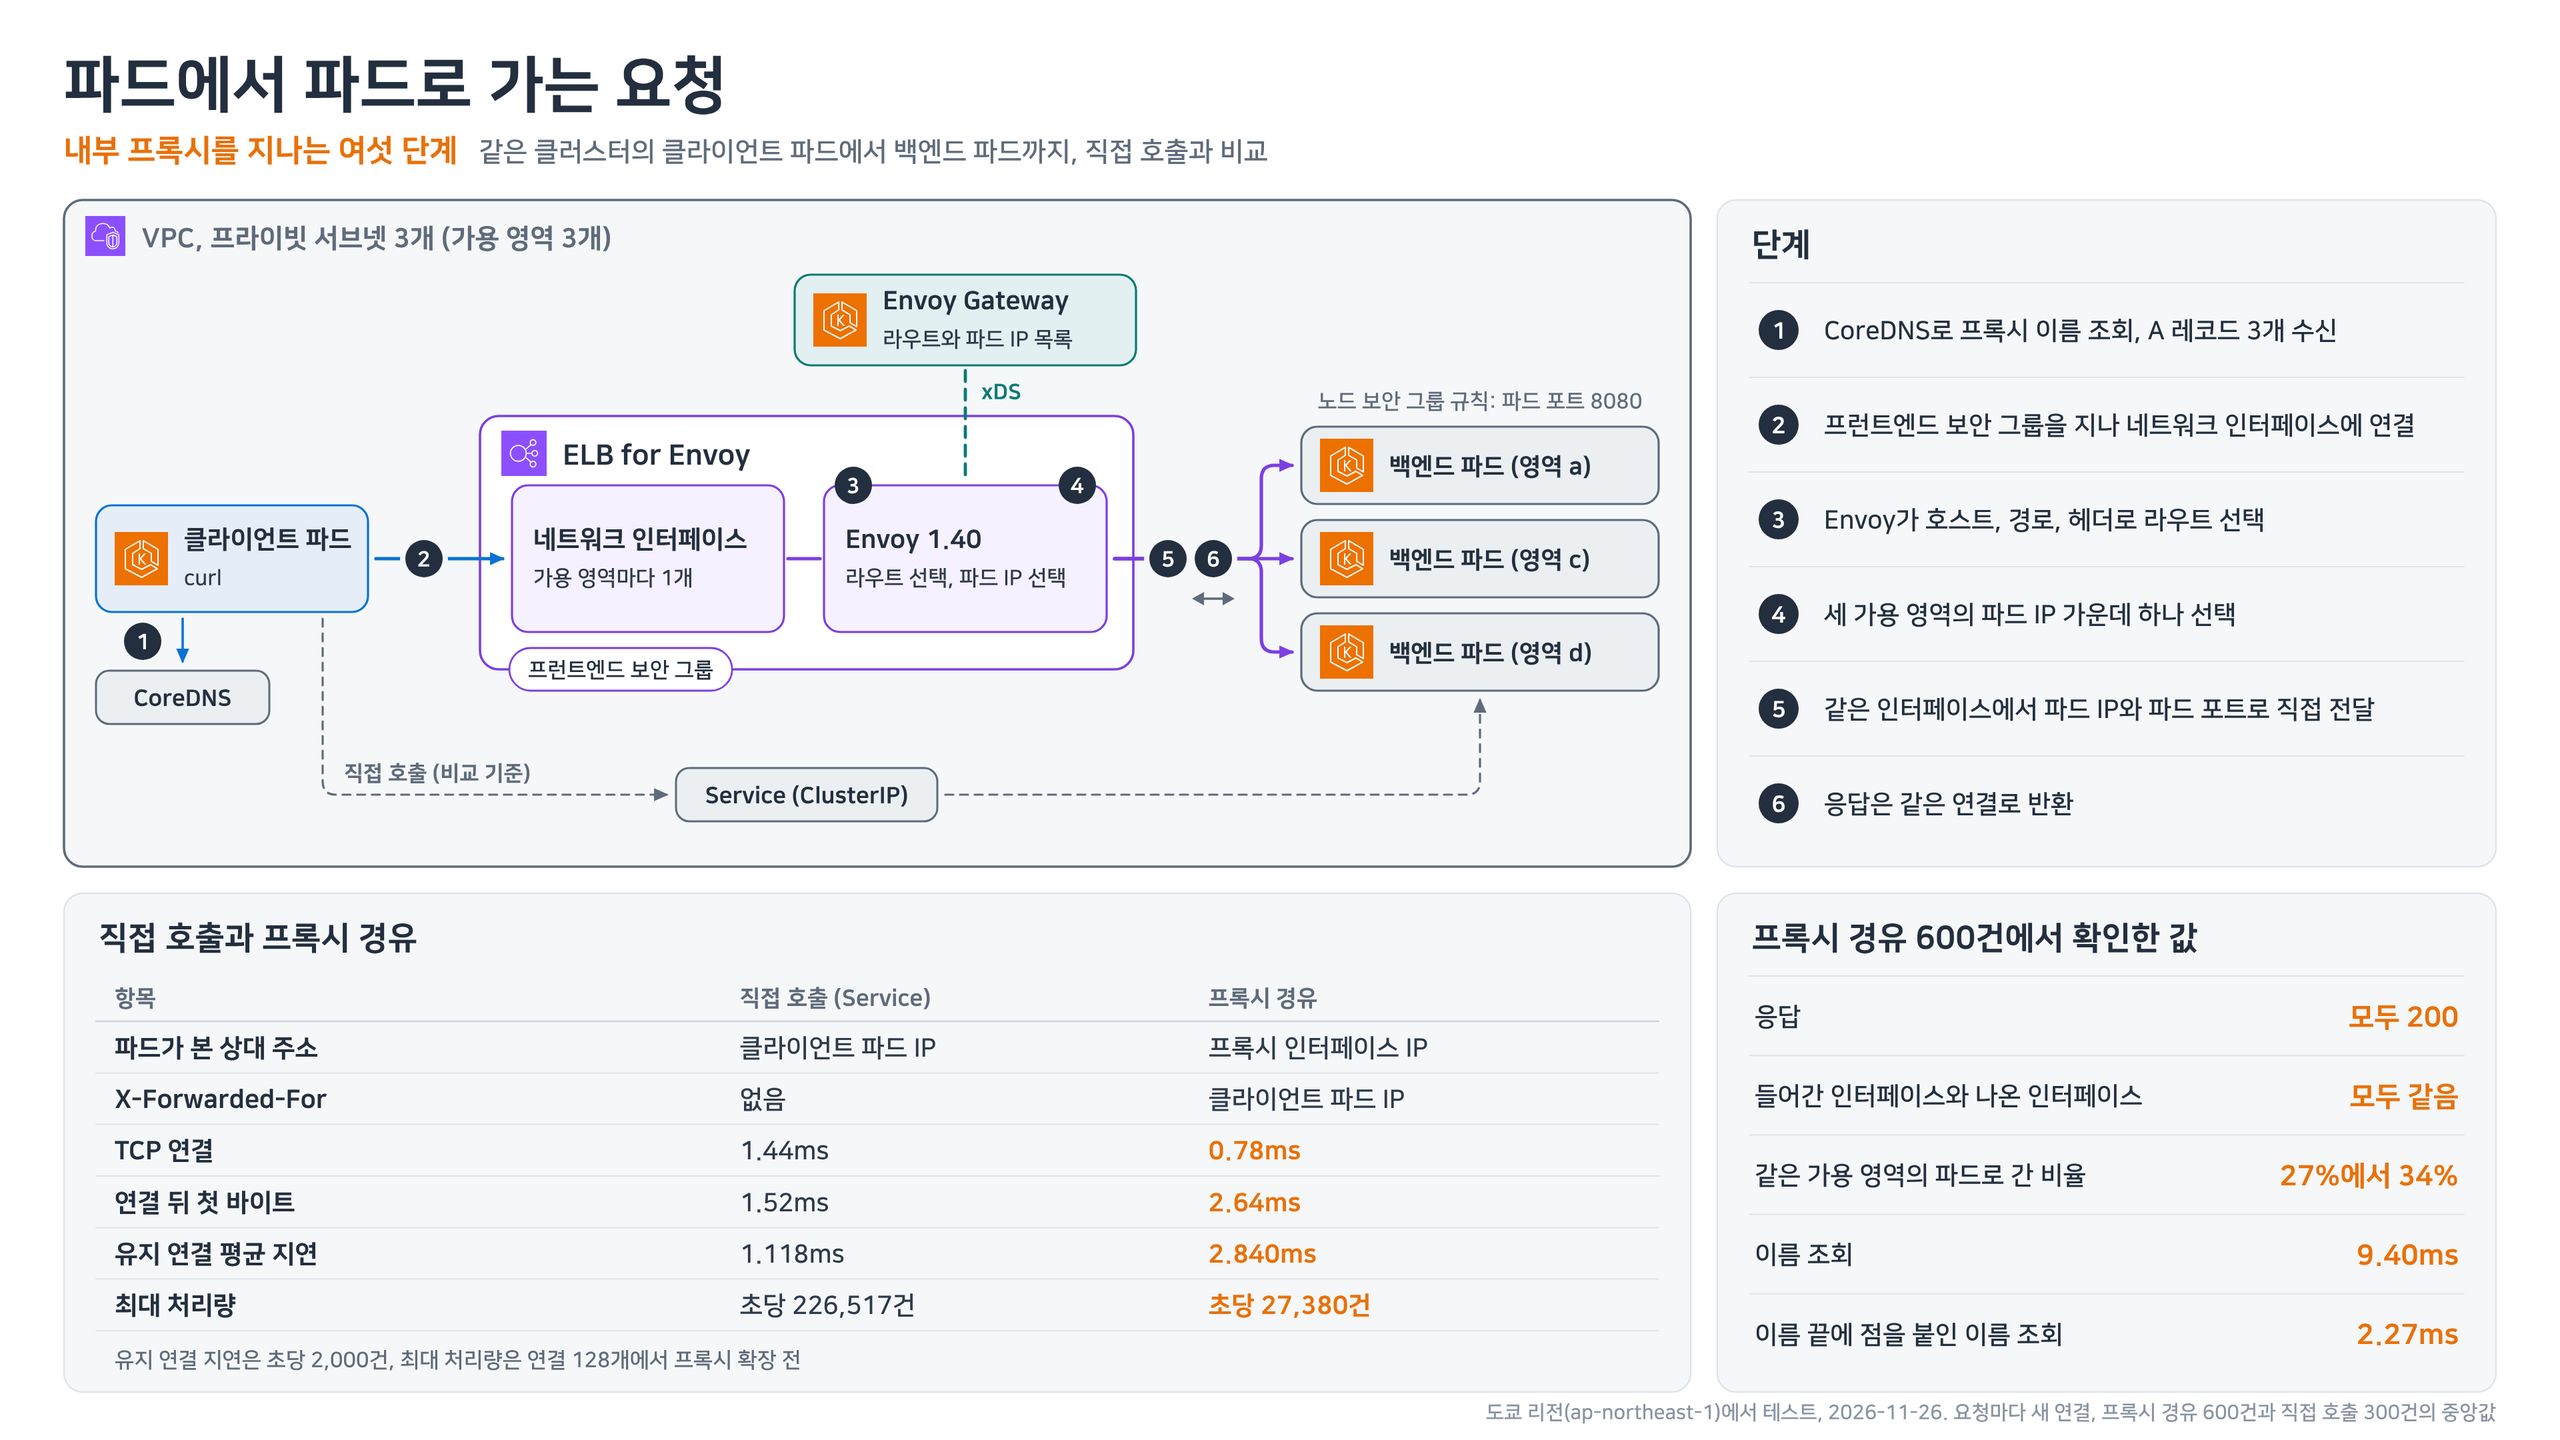 파드에서 파드로 가는 요청
내부 프록시를 지나는 여섯 단계 같은 클러스터의 클라이언트 파드에서 백엔드 파드까지, 직접 호출과 비교
VPC, 프라이빗 서브넷 3개 (가용 영역 3개)
Envoy Gateway
라우트와 파드 IP 목록
xDS
노드 보안 그룹 규칙: 파드 포트 8080
ELB for Envoy
클라이언트 파드
curl
2
네트워크 인터페이스
가용 영역마다 1개
3
4
Envoy 1.40
라우트 선택, 파드 IP 선택
5
6
백엔드 파드 (영역 a)
백엔드 파드 (영역 c)
백엔드 파드 (영역 d)
프런트엔드 보안 그룹
1
CoreDNS
직접 호출 (비교 기준)
Service (ClusterIP)
단계
1 CoreDNS로 프록시 이름 조회, A 레코드 3개 수신
2 프런트엔드 보안 그룹을 지나 네트워크 인터페이스에 연결
3 Envoy가 호스트, 경로, 헤더로 라우트 선택
4 세 가용 영역의 파드 IP 가운데 하나 선택
5 같은 인터페이스에서 파드 IP와 파드 포트로 직접 전달
6 응답은 같은 연결로 반환
직접 호출과 프록시 경유
항목 직접 호출 (Service) 프록시 경유
파드가 본 상대 주소 클라이언트 파드 IP 프록시 인터페이스 IP
X-Forwarded-For 없음 클라이언트 파드 IP
TCP 연결 1.44ms 0.78ms
연결 뒤 첫 바이트 1.52ms 2.64ms
유지 연결 평균 지연 1.118ms 2.840ms
최대 처리량 초당 226,517건 초당 27,380건
유지 연결 지연은 초당 2,000건, 최대 처리량은 연결 128개에서 프록시 확장 전
프록시 경유 600건에서 확인한 값
응답 모두 200
들어간 인터페이스와 나온 인터페이스 모두 같음
같은 가용 영역의 파드로 간 비율 27%에서 34%
이름 조회 9.40ms
이름 끝에 점을 붙인 이름 조회 2.27ms
도쿄 리전(ap-northeast-1)에서 테스트, 2026-11-26. 요청마다 새 연결, 프록시 경유 600건과 직접 호출 300건의 중앙값